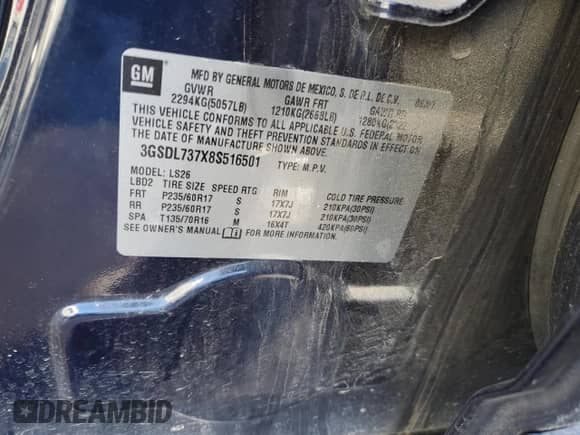 GM
MFD BY GENERAL MOTORS DE MEXICO, S. DE R.L. DE C.V.
GVWR GAWR FRT GAWR
2294KG(5057LB) 1210KG(2669LB)
THIS VEHICLE CONFORMS TO ALL APPLICABLE U.S. FEDERAL MOTOR
VEHICLE SAFETY AND THEFT PREVENTION STANDARDS IN EFFECT ON
THE DATE OF MANUFACTURE SHOWN ABOVE.
3GSDL737X8S516501 TYPE: M.P.V.
MODEL: LS26
LBD2 TIRE SIZE SPEED RTG RIM COLD TIRE PRESSURE
FRT P235/60R17 S 17X7J 210KPA(30PSI)
RR P235/60R17 S 17X7J 210KPA(30PSI)
SPA T135/70R16 M 16X4T 420KPA(60PSI)
SEE OWNER'S MANUAL FOR MORE INFORMATION.
DREAMBID